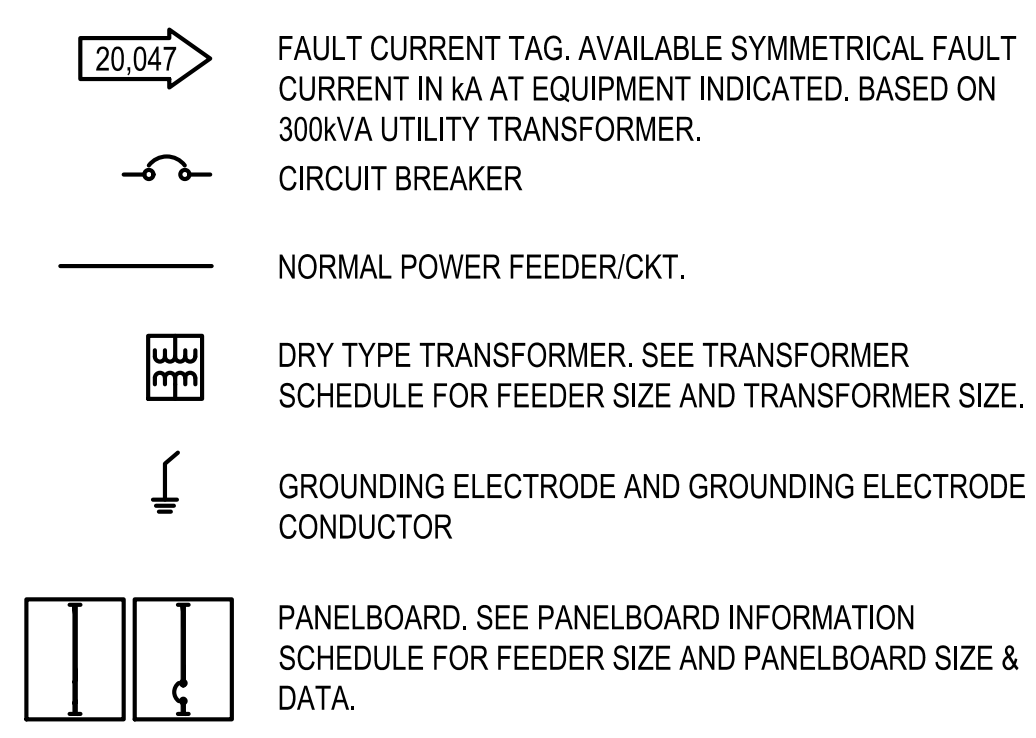 20,047
FAULT CURRENT TAG. AVAILABLE SYMMETRICAL FAULT
CURRENT IN kA AT EQUIPMENT INDICATED. BASED ON
300kVA UTILITY TRANSFORMER.
CIRCUIT BREAKER
NORMAL POWER FEEDER/CKT.
DRY TYPE TRANSFORMER. SEE TRANSFORMER
SCHEDULE FOR FEEDER SIZE AND TRANSFORMER SIZE.
GROUNDING ELECTRODE AND GROUNDING ELECTRODE
CONDUCTOR
PANELBOARD. SEE PANELBOARD INFORMATION
SCHEDULE FOR FEEDER SIZE AND PANELBOARD SIZE &
DATA.